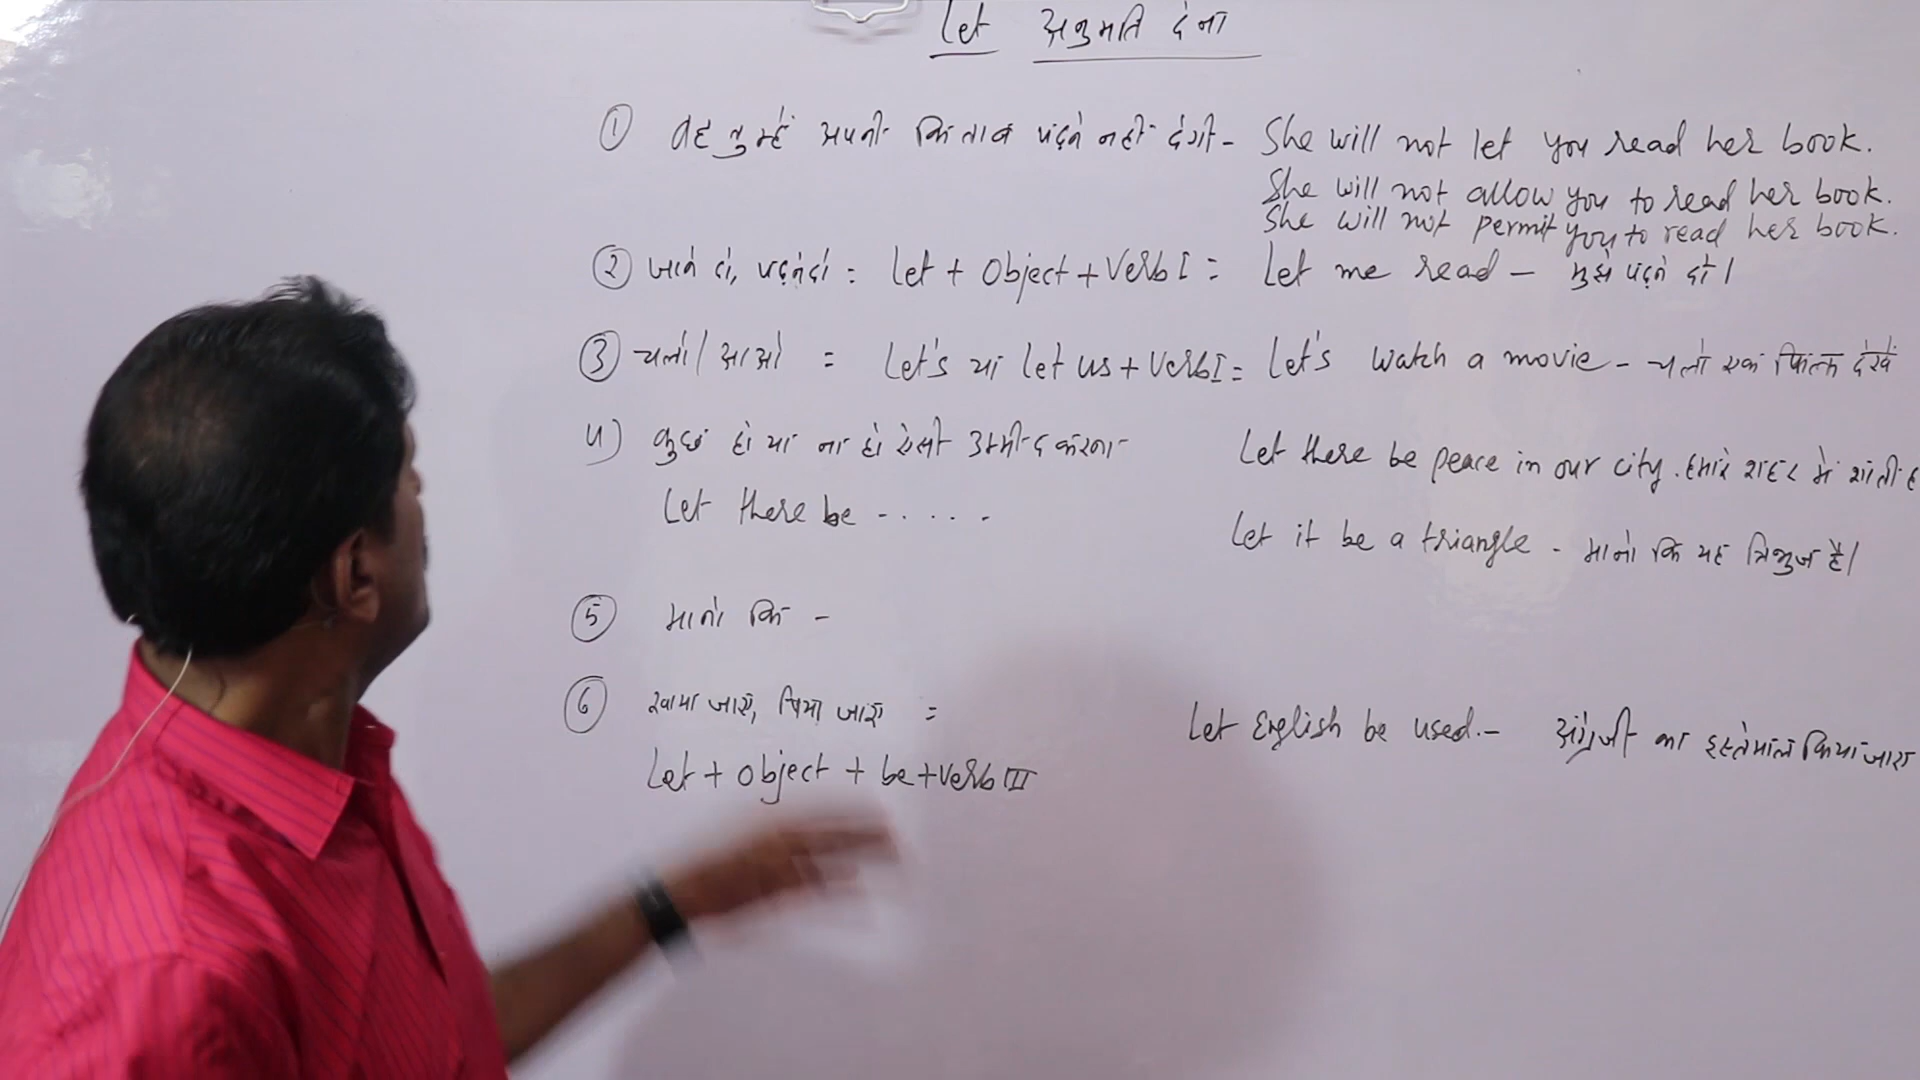 Let अनुमति देना
① वह तुम्हें अपनी किताब पढ़ने नहीं देगी - She will not let you read her book.
She will not allow you to read her book.
She will not permit you to read her book.
② जाने दो, पढ़ने दो = Let + Object + Verb I = Let me read - मुझे पढ़ने दो।
③ चलो / आओ = Let's या let us + Verb I = Let's watch a movie - चलो एक फिल्म देखें
4) कुछ हो या ना हो ऐसी उम्मीद करना - Let there be peace in our city. हमारे शहर में शांती ह
Let there be - . . . . -
Let it be a triangle - मानो कि यह त्रिभुज है।
⑤ मानो कि -
⑥ खाया जाए, पिया जाए =
Let English be used. - अंग्रेजी का इस्तेमाल किया जाए
Let + object + be + verb III